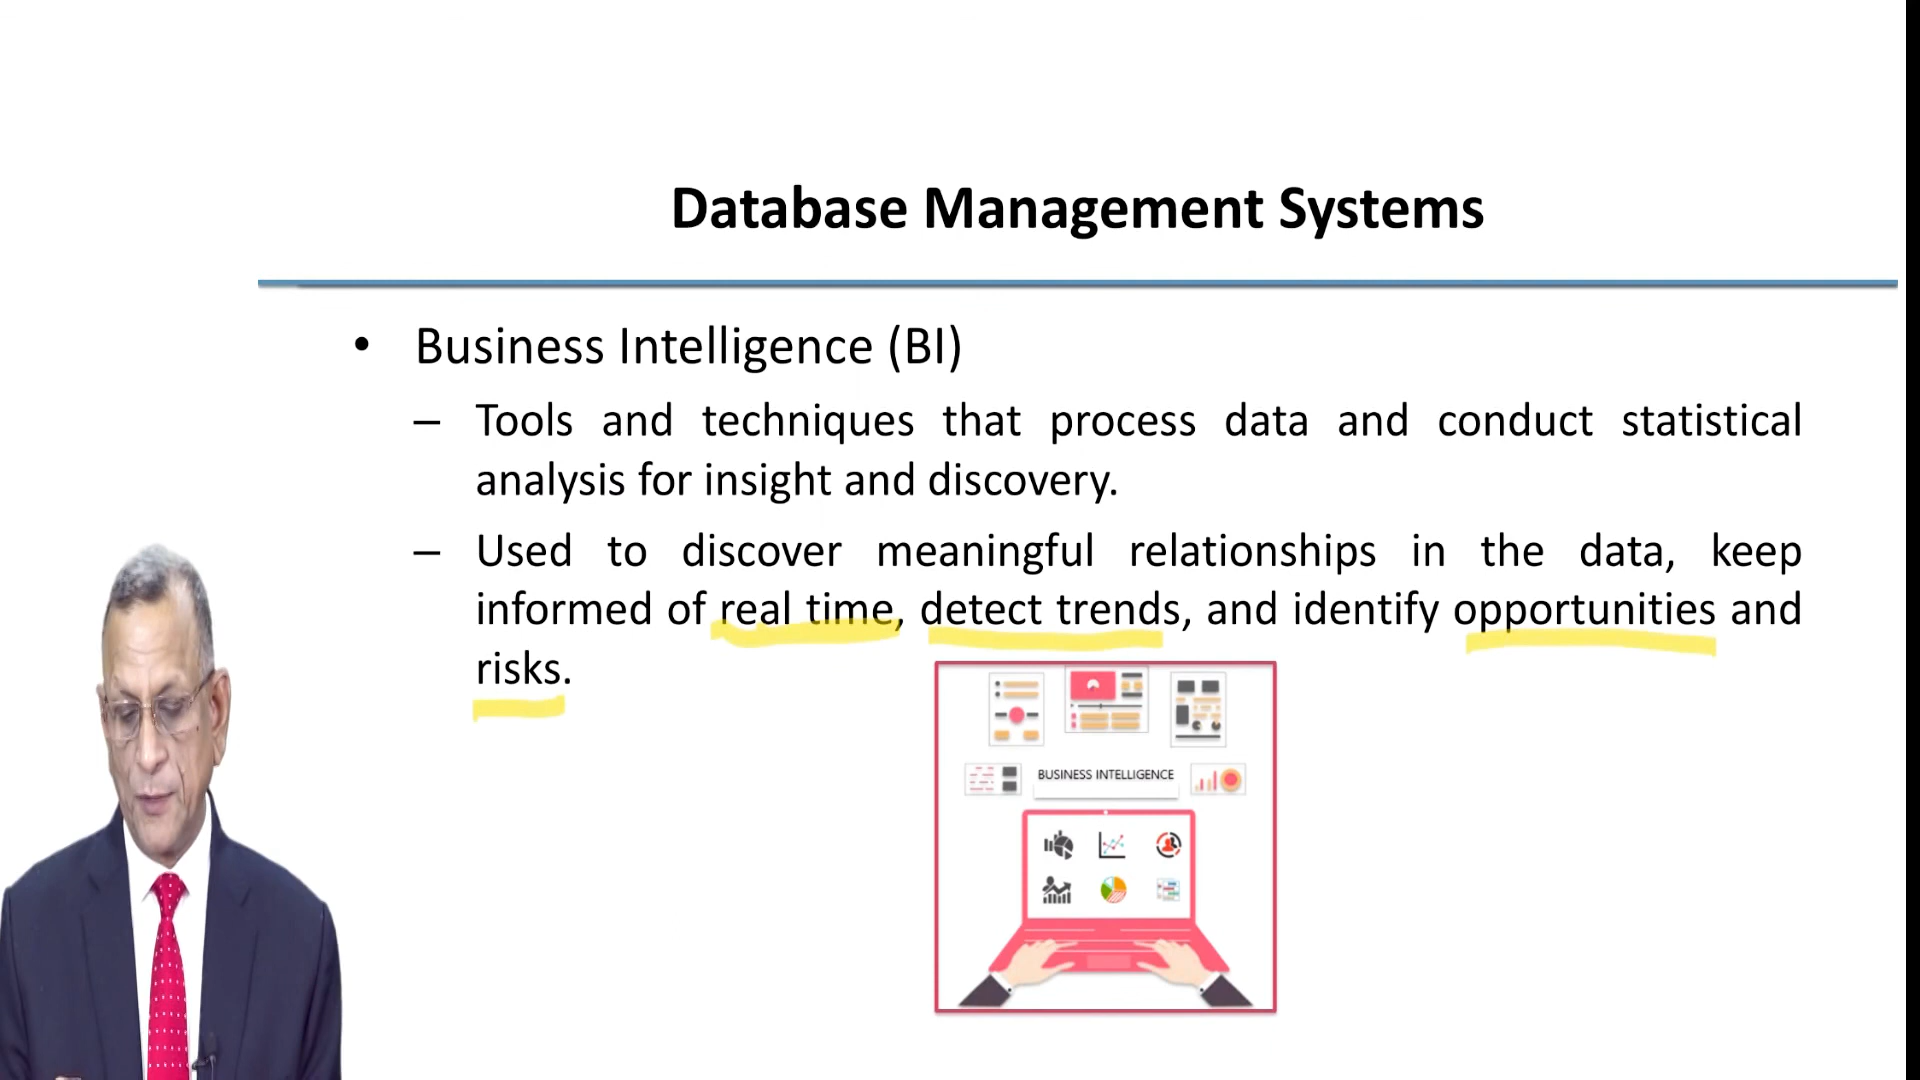 Database Management Systems
• Business Intelligence (BI)
– Tools and techniques that process data and conduct statistical
analysis for insight and discovery.
– Used to discover meaningful relationships in the data, keep
informed of real time, detect trends, and identify opportunities and
risks.
BUSINESS INTELLIGENCE